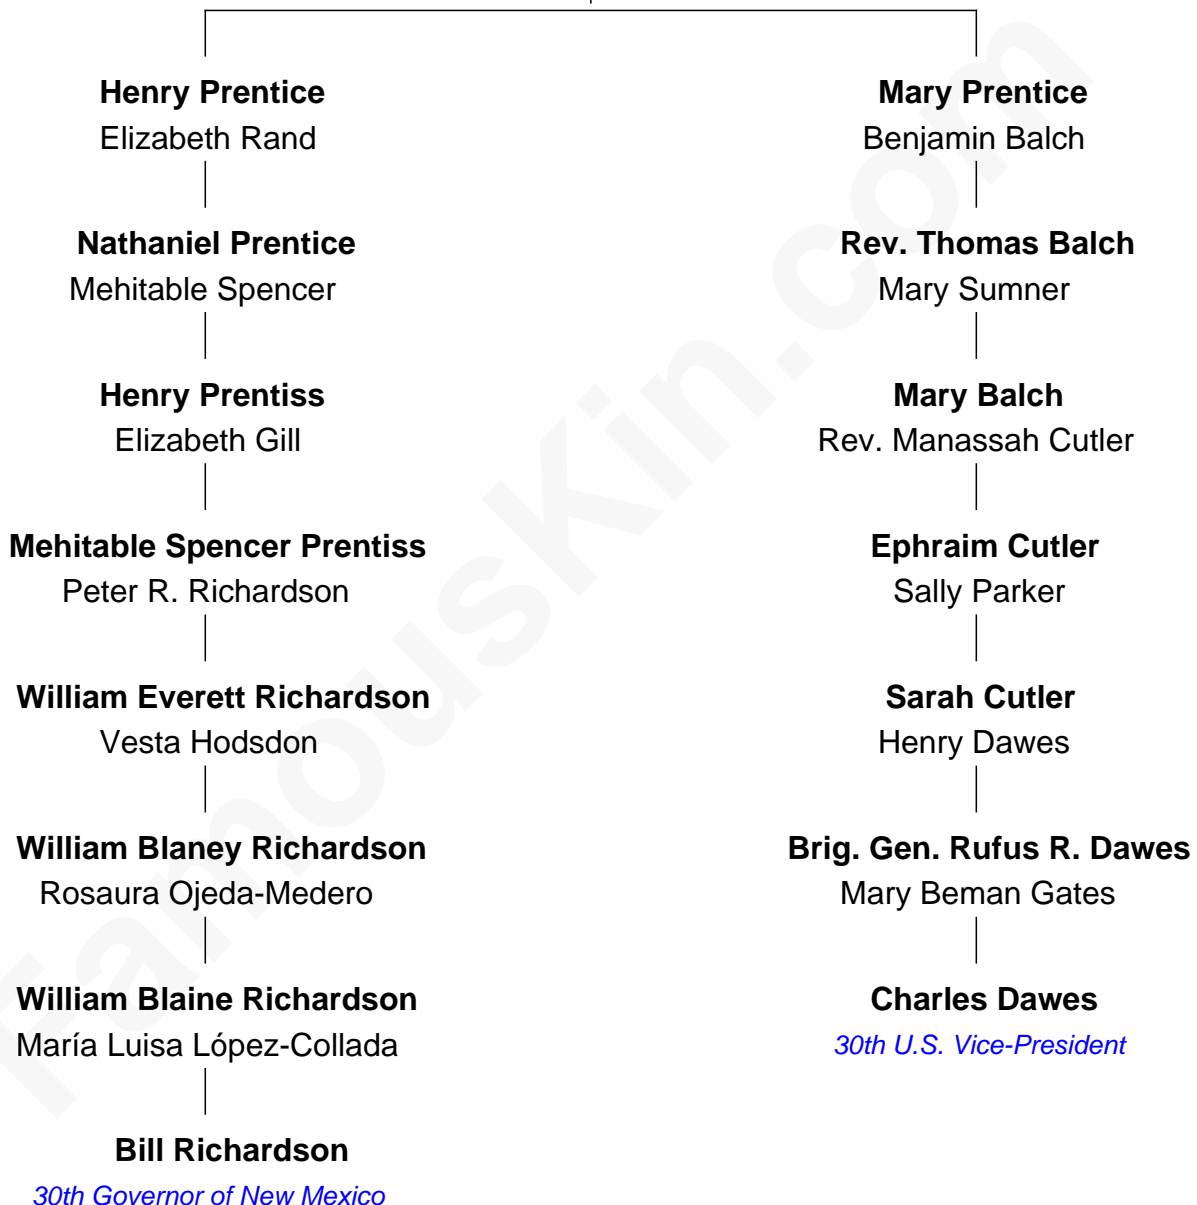 Henry Prentice
Elizabeth Rand
Nathaniel Prentice
Mehitable Spencer
Henry Prentiss
Elizabeth Gill
Mehitable Spencer Prentiss
Peter R. Richardson
William Everett Richardson
Vesta Hodsdon
William Blaney Richardson
Rosaura Ojeda-Medero
William Blaine Richardson
María Luisa López-Collada
Bill Richardson
30th Governor of New Mexico
Mary Prentice
Benjamin Balch
Rev. Thomas Balch
Mary Sumner
Mary Balch
Rev. Manassah Cutler
Ephraim Cutler
Sally Parker
Sarah Cutler
Henry Dawes
Brig. Gen. Rufus R. Dawes
Mary Beman Gates
Charles Dawes
30th U.S. Vice-President
FamousKin.com